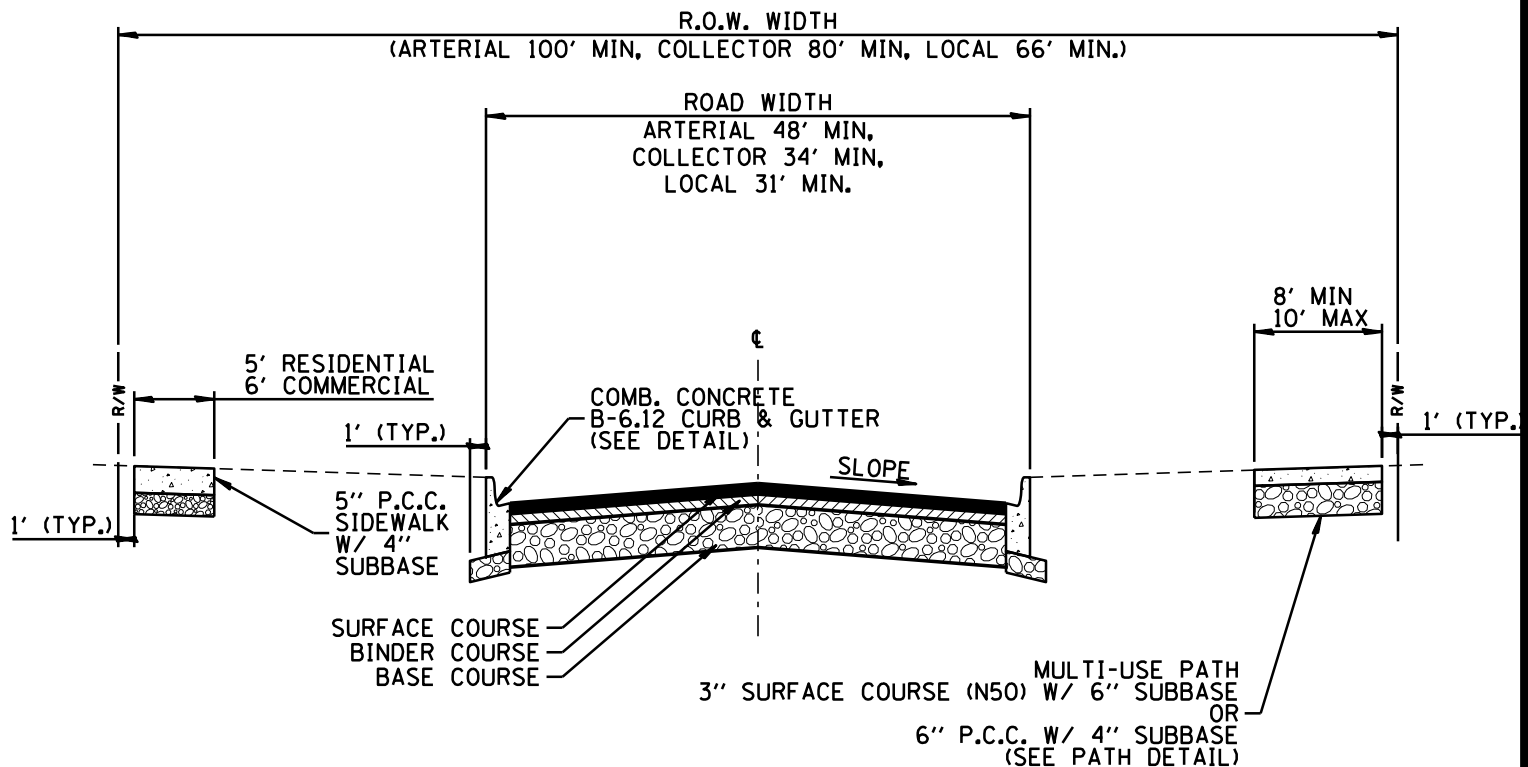 R.O.W. WIDTH
(ARTERIAL 100' MIN, COLLECTOR 80' MIN, LOCAL 66' MIN.)
ROAD WIDTH
ARTERIAL 48' MIN,
COLLECTOR 34' MIN,
LOCAL 31' MIN.
8' MIN
10' MAX
℄
5' RESIDENTIAL
6' COMMERCIAL
R/W
R/W
COMB. CONCRETE
B-6.12 CURB & GUTTER
(SEE DETAIL)
1' (TYP.)
1' (TYP.)
SLOPE
5'' P.C.C.
SIDEWALK
W/ 4''
SUBBASE
1' (TYP.)
SURFACE COURSE
BINDER COURSE
BASE COURSE
MULTI-USE PATH
3'' SURFACE COURSE (N50) W/ 6'' SUBBASE
OR
6'' P.C.C. W/ 4'' SUBBASE
(SEE PATH DETAIL)